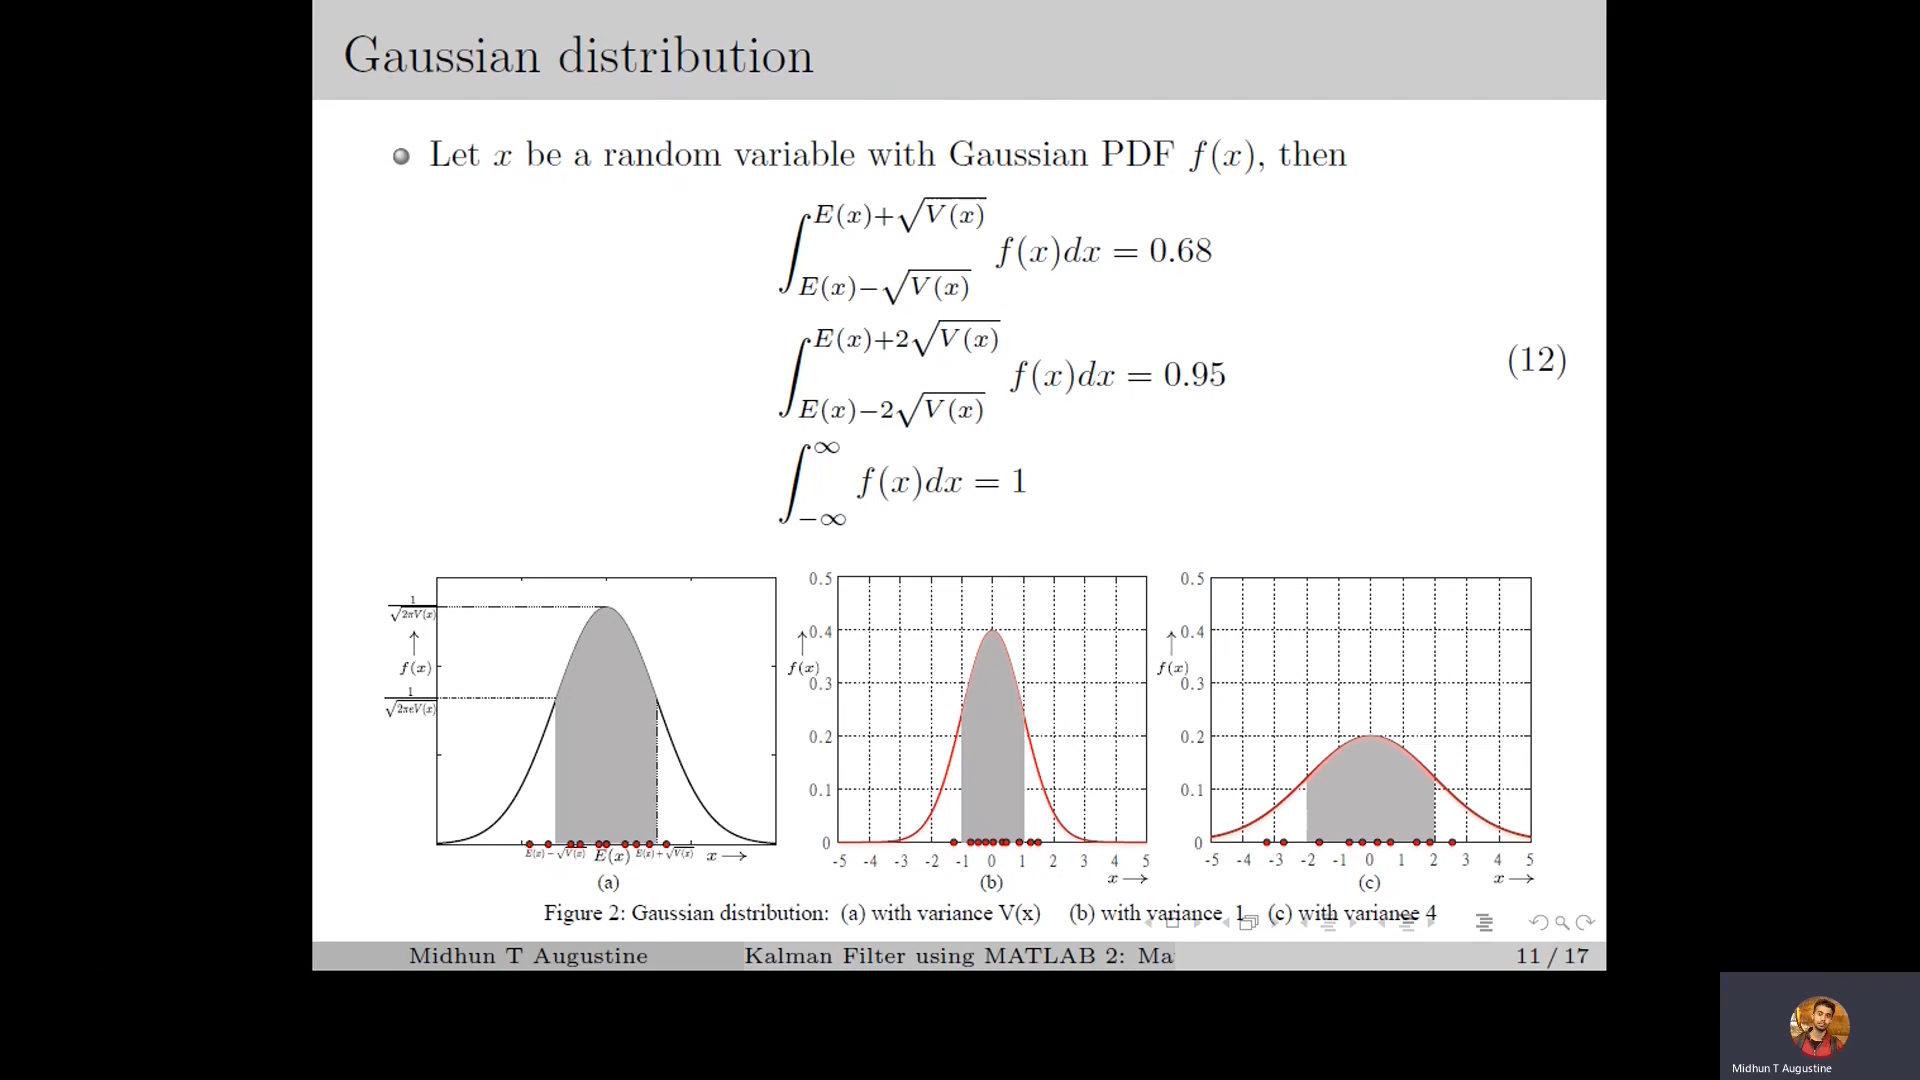 Gaussian distribution
Let x be a random variable with Gaussian PDF f(x), then
∫_{E(x)−√V(x)}^{E(x)+√V(x)} f(x)dx = 0.68
∫_{E(x)−2√V(x)}^{E(x)+2√V(x)} f(x)dx = 0.95
(12)
∫_{−∞}^{∞} f(x)dx = 1
1/√2πV(x)
↑
f(x)
1/√2πeV(x)
E(x)−√V(x) E(x) E(x)+√V(x) x→
(a)
0.5
0.4
↑
f(x)
0.3
0.2
0.1
0
-5 -4 -3 -2 -1 0 1 2 3 4 5
x→
(b)
0.5
0.4
↑
f(x)
0.3
0.2
0.1
0
-5 -4 -3 -2 -1 0 1 2 3 4 5
x→
(c)
Figure 2: Gaussian distribution: (a) with variance V(x) (b) with variance 1 (c) with variance 4
Midhun T Augustine Kalman Filter using MATLAB 2: Ma 11 / 17
Midhun T Augustine